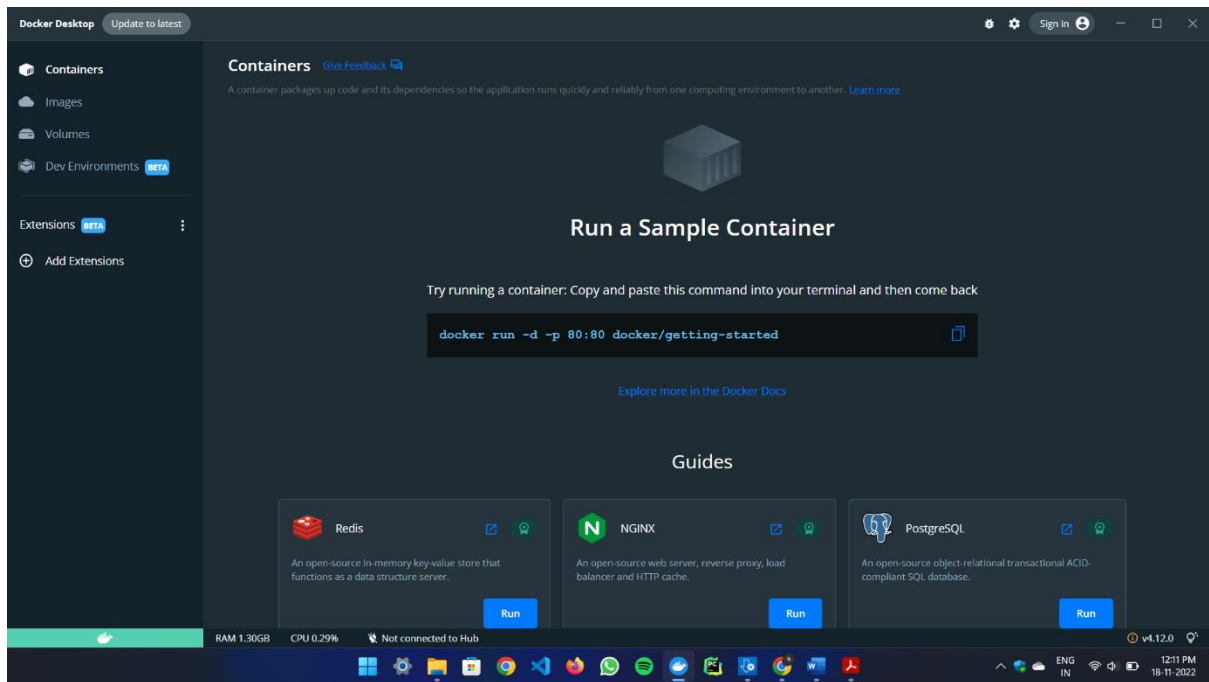 Docker Desktop Update to latest
Sign in
Containers
Images
Volumes
Dev Environments BETA
Extensions BETA
Add Extensions
Containers Give Feedback
A container packages up code and its dependencies so the application runs quickly and reliably from one computing environment to another. Learn more
Run a Sample Container
Try running a container: Copy and paste this command into your terminal and then come back
docker run -d -p 80:80 docker/getting-started
Explore more in the Docker Docs
Guides
Redis
An open-source in-memory key-value store that
functions as a data structure server.
Run
NGINX
An open-source web server, reverse proxy, load
balancer and HTTP cache.
Run
PostgreSQL
An open-source object-relational transactional ACID-
compliant SQL database.
Run
RAM 1.30GB CPU 0.29% Not connected to Hub v4.12.0
ENG
IN
12:11 PM
18-11-2022